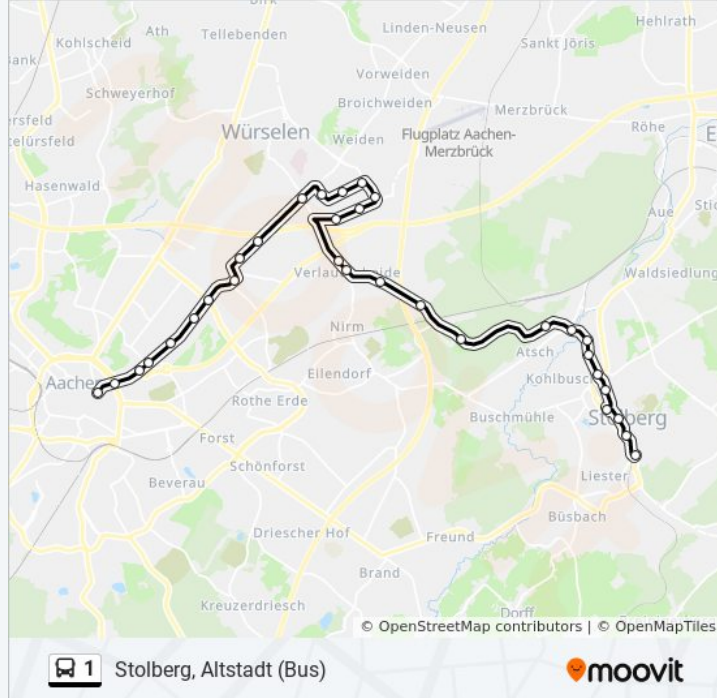 Hehlrath
Ath
Linden-Neusen
Kohlscheid
Tellebenden
Sankt Jöris
Vorweiden
Schweyerhof
Broichweiden
Merzbrück
Würselen
Weiden
Flugplatz Aachen-
Merzbrück
Röhe
Hasenwald
Aue
Waldsiedlung
Nirm
Atsch
Aachen
Eilendorf
Kohlbusch
Rothe Erde
Buschmühle
Stolberg
Forst
Schönforst
Liester
Beverau
Büsbach
Driescher Hof
Freund
Brand
Kreuzerdriesch
Dorff
© OpenStreetMap contributors | © OpenMapTiles
1 Stolberg, Altstadt (Bus)
moovit